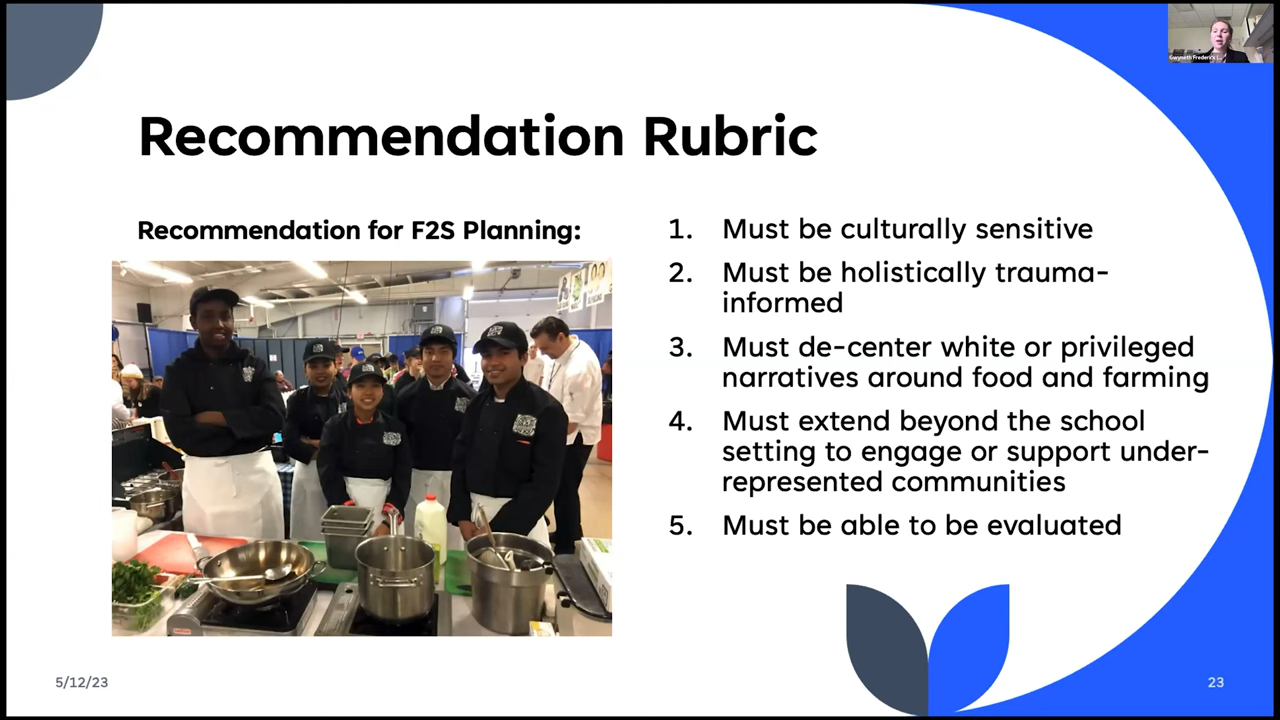 Gwyneth Frederick
Recommendation Rubric
Recommendation for F2S Planning:
1. Must be culturally sensitive
2. Must be holistically trauma-
informed
3. Must de-center white or privileged
narratives around food and farming
4. Must extend beyond the school
setting to engage or support under-
represented communities
5. Must be able to be evaluated
5/12/23
23